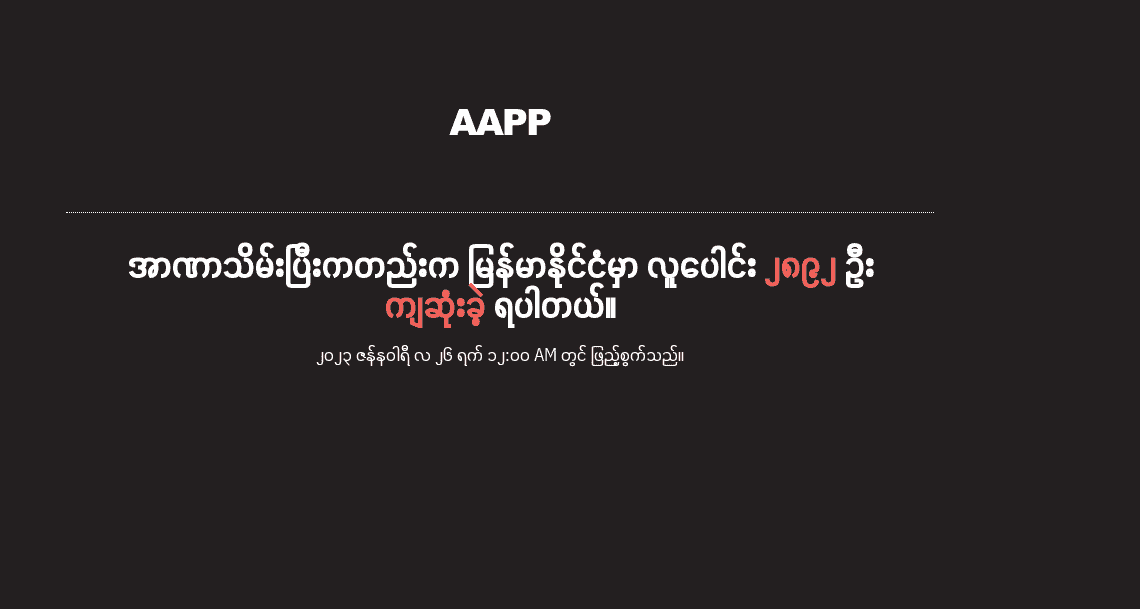 AAPP
အာဏာသိမ်းပြီးကတည်းက မြန်မာနိုင်ငံမှာ လူပေါင်း ၂၈၉၂ ဦး
ကျဆုံးခဲ့ ရပါတယ်။
၂၀၂၃ ဇန်နဝါရီ လ ၂၆ ရက် ၁၂:၀၀ AM တွင် ဖြည့်စွက်သည်။